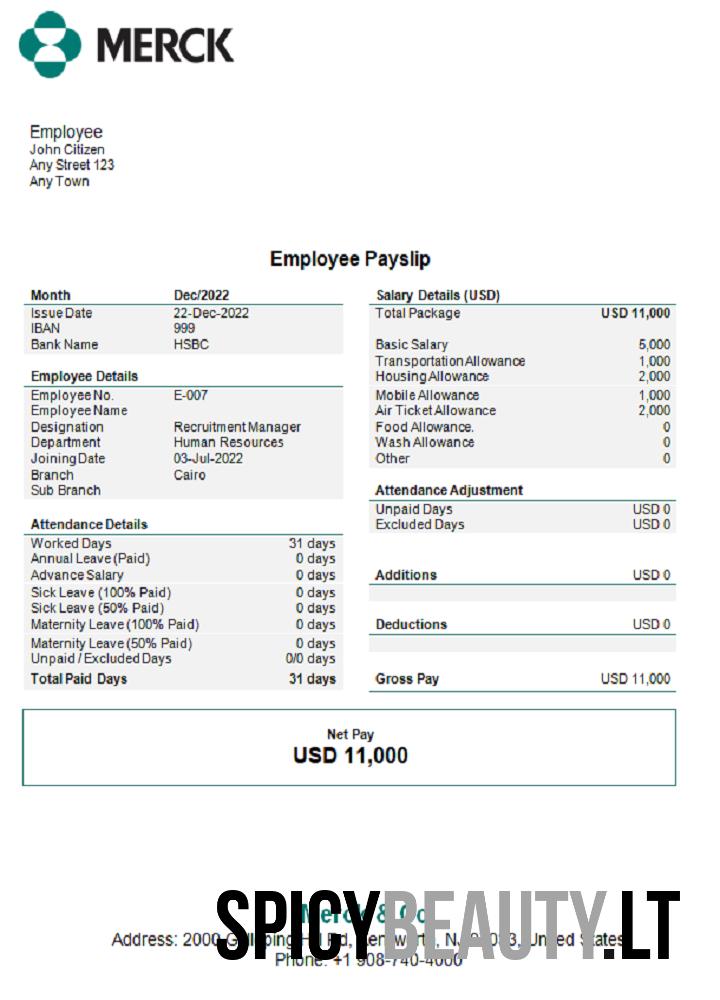 MERCK
Employee
John Citizen
Any Street 123
Any Town
Employee Payslip
Month Dec/2022
Issue Date 22-Dec-2022
IBAN 999
Bank Name HSBC
Employee Details
Employee No. E-007
Employee Name
Designation Recruitment Manager
Department Human Resources
Joining Date 03-Jul-2022
Branch Cairo
Sub Branch
Attendance Details
Worked Days 31 days
Annual Leave (Paid) 0 days
Advance Salary 0 days
Sick Leave (100% Paid) 0 days
Sick Leave (50% Paid) 0 days
Maternity Leave (100% Paid) 0 days
Maternity Leave (50% Paid) 0 days
Unpaid / Excluded Days 0/0 days
Total Paid Days 31 days
Salary Details (USD)
Total Package USD 11,000
Basic Salary 5,000
Transportation Allowance 1,000
Housing Allowance 2,000
Mobile Allowance 1,000
Air Ticket Allowance 2,000
Food Allowance. 0
Wash Allowance 0
Other 0
Attendance Adjustment
Unpaid Days USD 0
Excluded Days USD 0
Additions USD 0
Deductions USD 0
Gross Pay USD 11,000
Net Pay
USD 11,000
SPICYBEAUTY.LT
Merck & Co
Address: 2000 Rd, United States
Phone: +1 908-740-4000